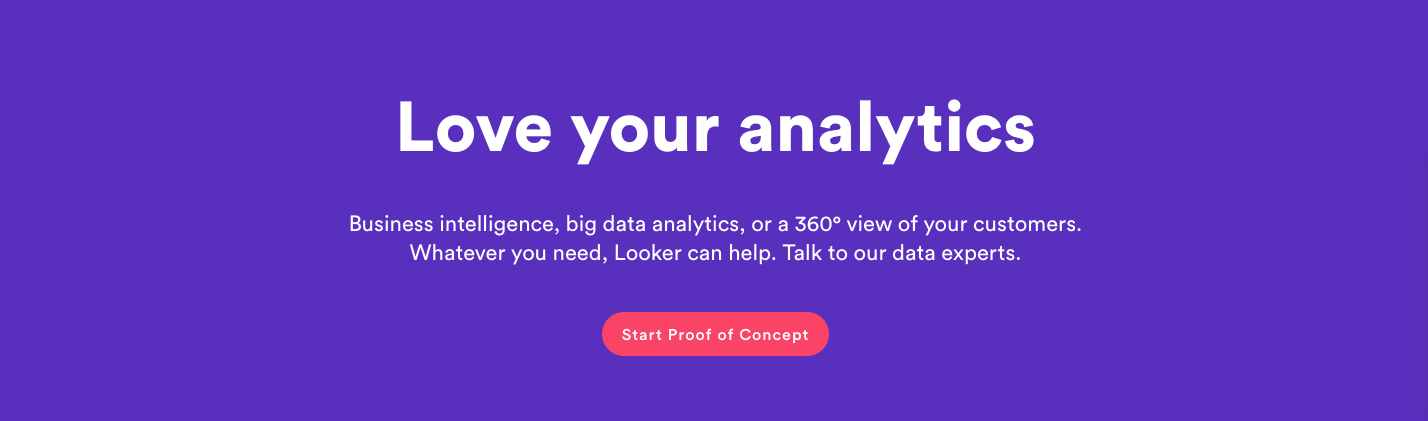 Love your analytics
Business intelligence, big data analytics, or a 360° view of your customers.
Whatever you need, Looker can help. Talk to our data experts.
Start Proof of Concept